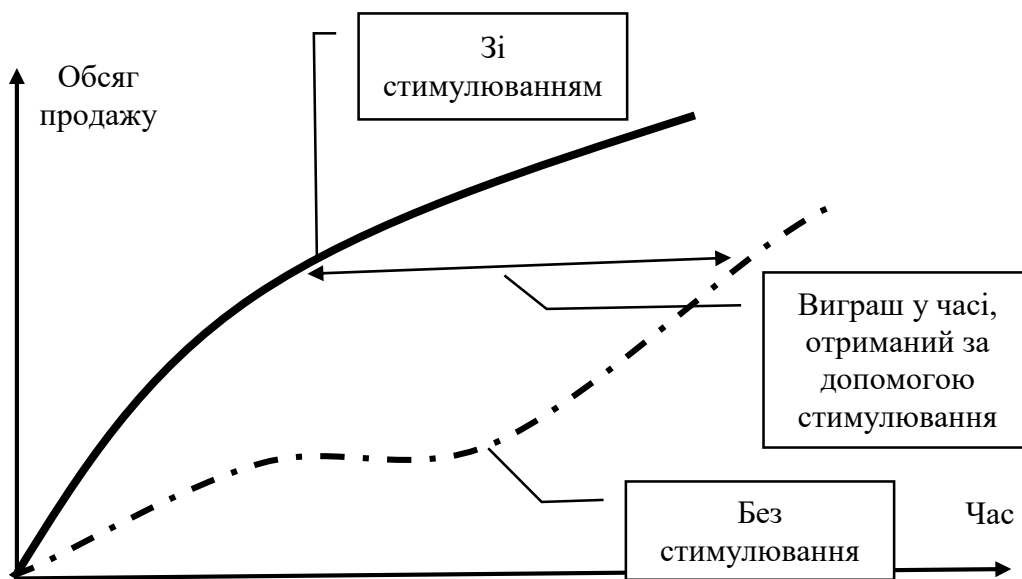 Зі
стимулюванням
Обсяг
продажу
Виграш у часі,
отриманий за
допомогою
стимулювання
Без
стимулювання
Час